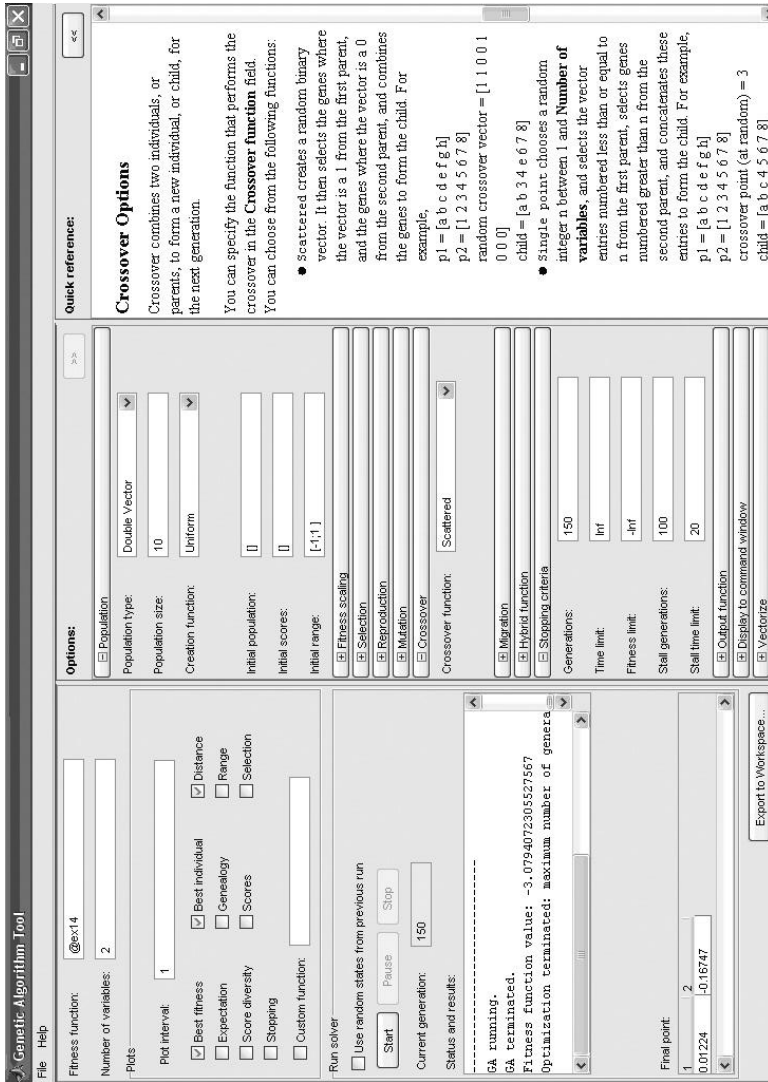 Genetic Algorithm Tool
File Help
Fitness function: @ex14
Number of variables: 2
Plots
Plot interval: 1
Best fitness Best individual Distance
Expectation Genealogy Range
Score diversity Scores Selection
Stopping
Custom function:
Run solver
Use random states from previous run
Start Pause Stop
Current generation: 150
Status and results:
GA running.
GA terminated.
Fitness function value: -3.0794072305527567
Optimization terminated: maximum number of genera
Final point:
1 2
0.01224 -0.16747
Export to Workspace...
Options: >>
Population
Population type: Double Vector
Population size: 10
Creation function: Uniform
Initial population: []
Initial scores: []
Initial range: [-1;1 ]
Fitness scaling
Selection
Reproduction
Mutation
Crossover
Crossover function: Scattered
Migration
Hybrid function
Stopping criteria
Generations: 150
Time limit: Inf
Fitness limit: -Inf
Stall generations: 100
Stall time limit: 20
Output function
Display to command window
Vectorize
Quick reference: <<
Crossover Options
Crossover combines two individuals, or
parents, to form a new individual, or child, for
the next generation.
You can specify the function that performs the
crossover in the Crossover function field.
You can choose from the following functions:
● Scattered creates a random binary
vector. It then selects the genes where
the vector is a 1 from the first parent,
and the genes where the vector is a 0
from the second parent, and combines
the genes to form the child. For
example,
p1 = [a b c d e f g h]
p2 = [1 2 3 4 5 6 7 8]
random crossover vector = [1 1 0 0 1
0 0 0]
child = [a b 3 4 e 6 7 8]
● Single point chooses a random
integer n between 1 and Number of
variables, and selects the vector
entries numbered less than or equal to
n from the first parent, selects genes
numbered greater than n from the
second parent, and concatenates these
entries to form the child. For example,
p1 = [a b c d e f g h]
p2 = [1 2 3 4 5 6 7 8]
crossover point (at random) = 3
child = [a b c 4 5 6 7 8]